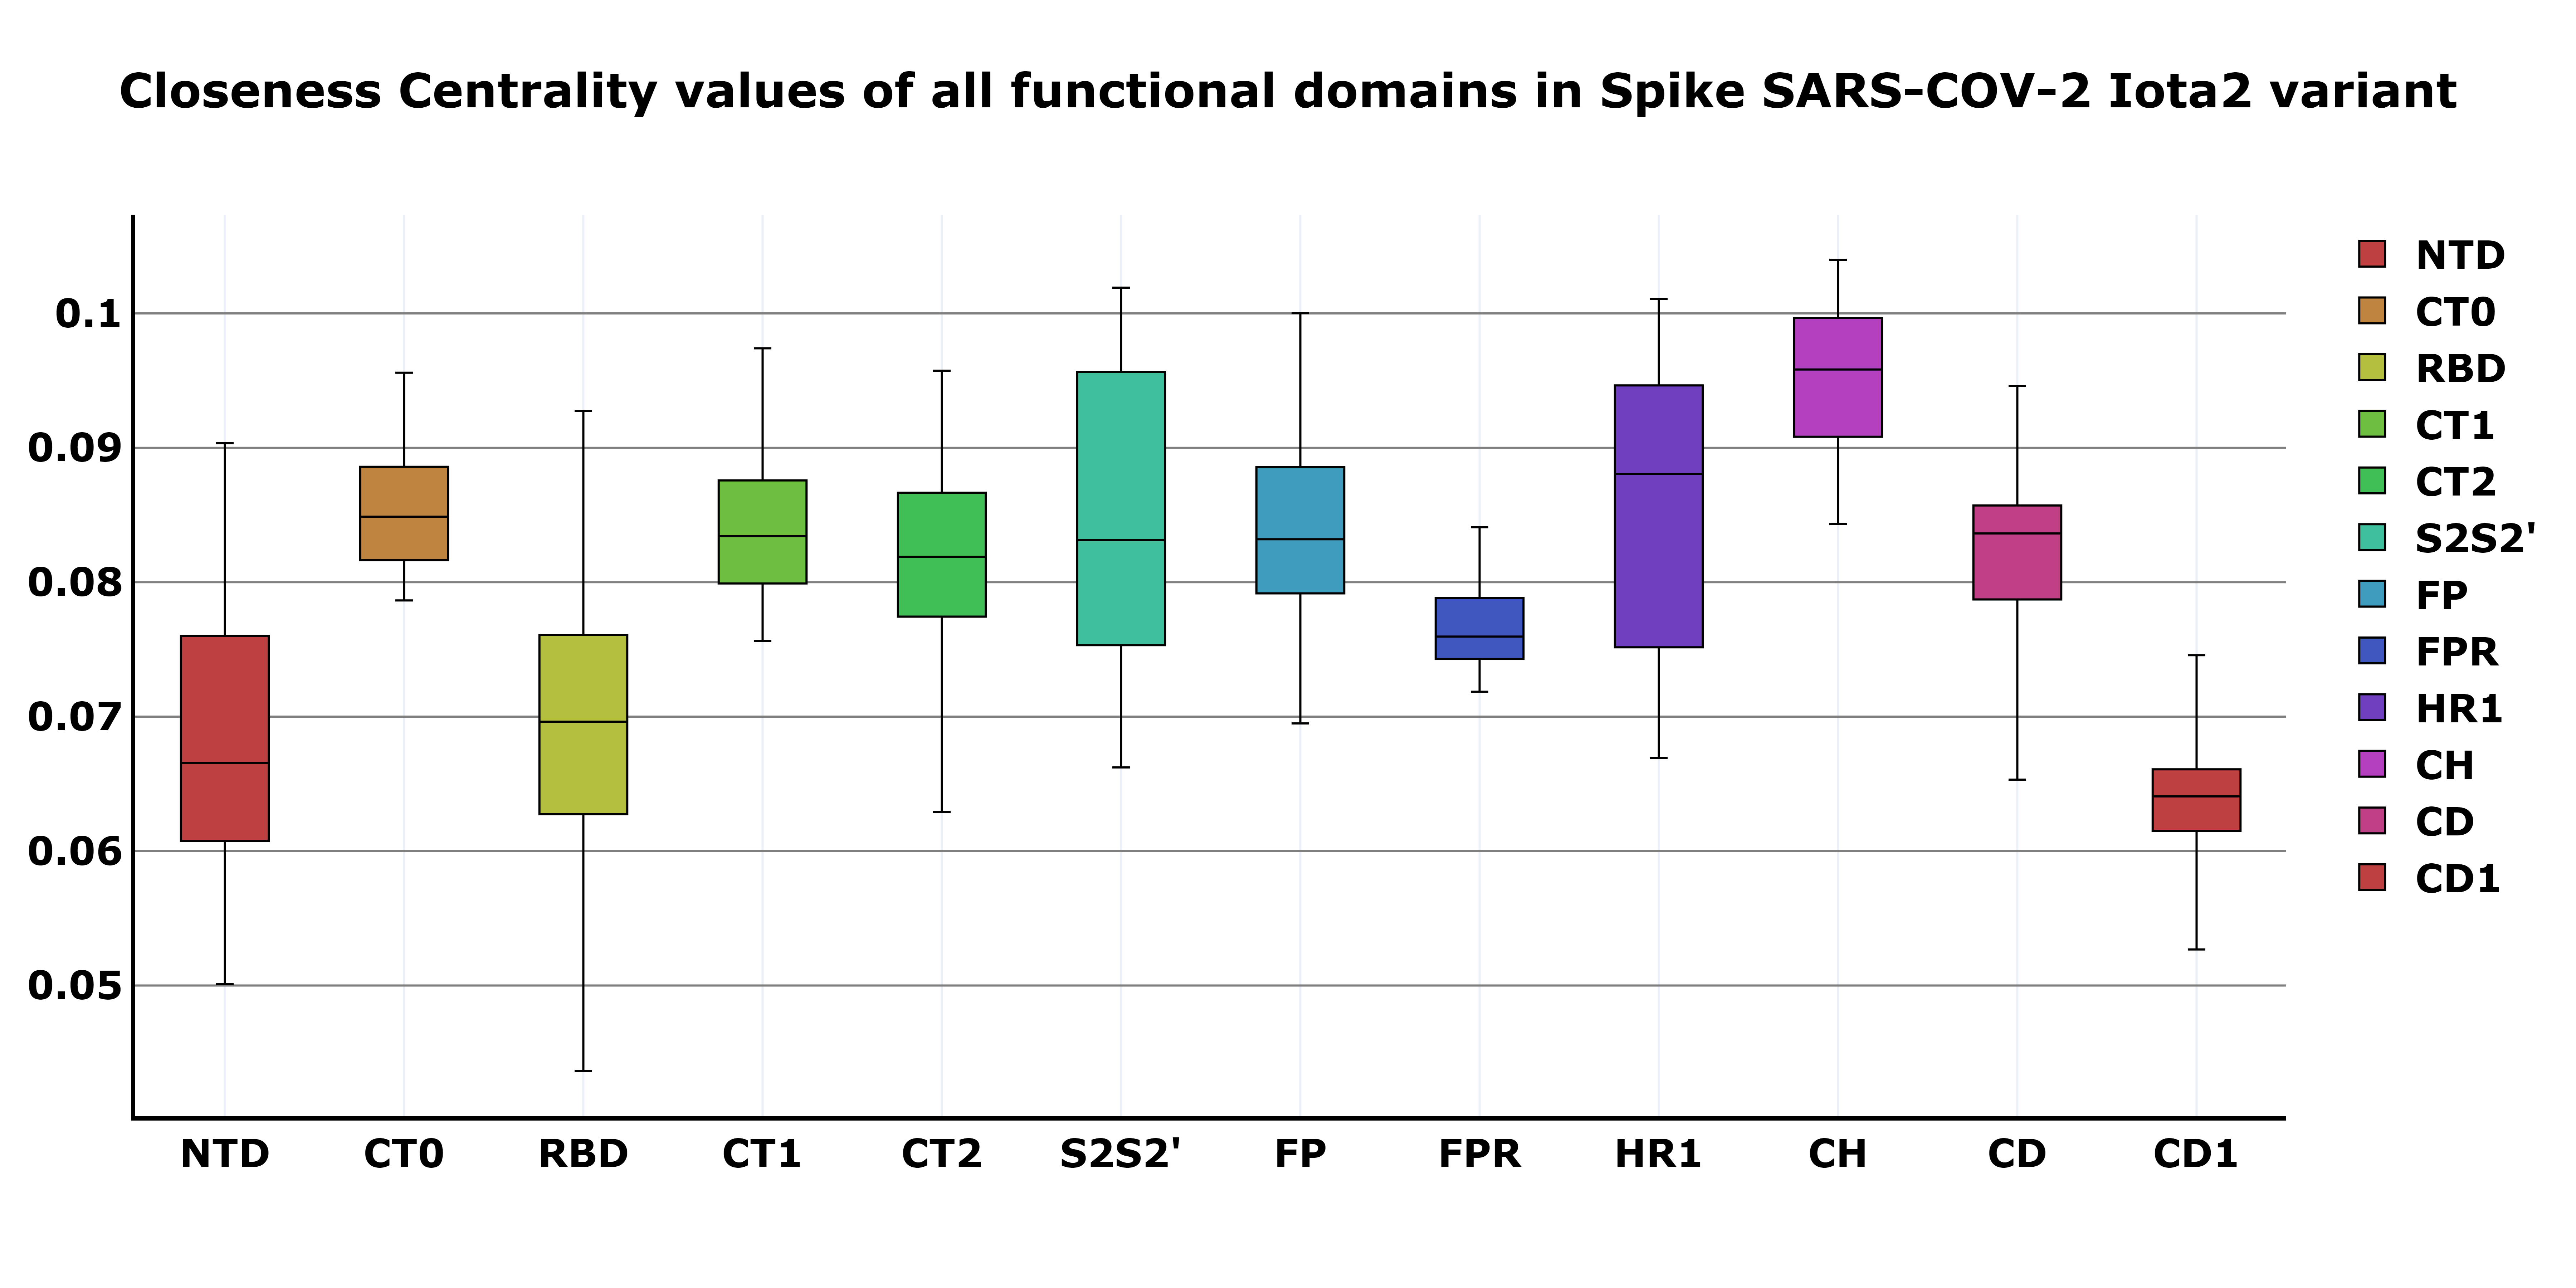 Closeness Centrality values of all functional domains in Spike SARS-COV-2 Iota2 variant
0.1
0.09
0.08
0.07
0.06
0.05
NTD CT0 RBD CT1 CT2 S2S2' FP FPR HR1 CH CD CD1
NTD
CT0
RBD
CT1
CT2
S2S2'
FP
FPR
HR1
CH
CD
CD1